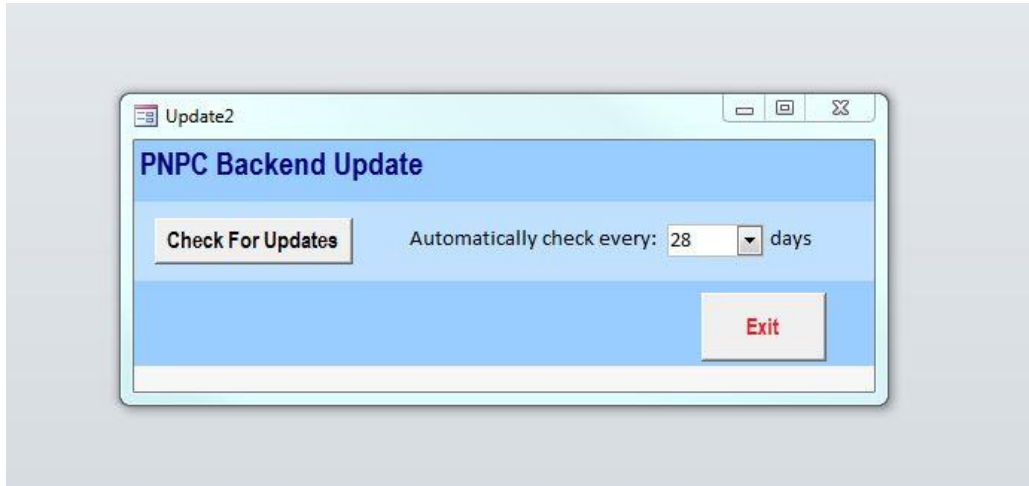 Update2
PNPC Backend Update
Check For Updates Automatically check every: 28 days
Exit